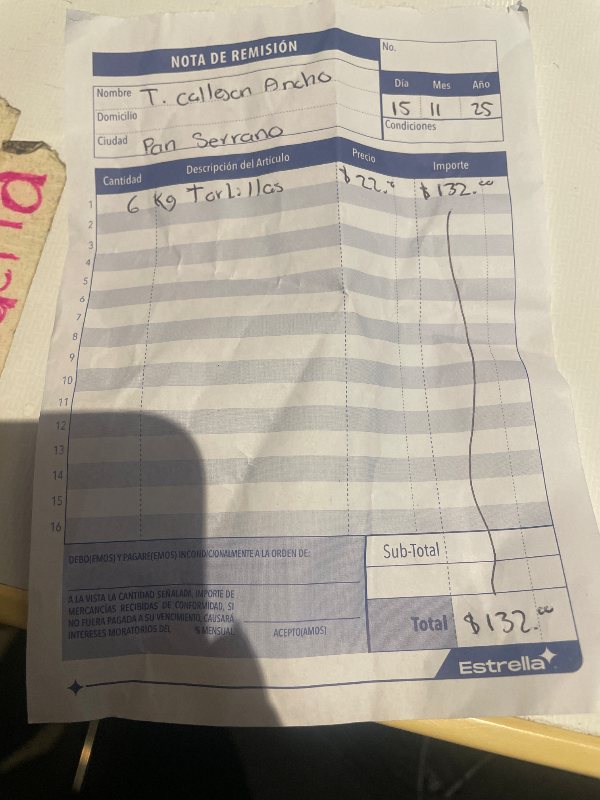 NOTA DE REMISIÓN
No.
Nombre T. Callejon Ancho
Domicilio
Ciudad Pan Serrano
Día Mes Año
15 11 25
Condiciones
Cantidad Descripción del Artículo Precio Importe
1 6 Kg Tortillas $22.° $132.00
2
3
4
5
6
7
8
9
10
11
12
13
14
15
16
DEBO(EMOS) Y PAGARE(EMOS) INCONDICIONALMENTE A LA ORDEN DE:
A LA VISTA LA CANTIDAD SEÑALADA, IMPORTE DE
MERCANCIAS RECIBIDAS DE CONFORMIDAD, SI
NO FUERA PAGADA A SU VENCIMIENTO, CAUSARÁ
INTERESES MORATORIOS DEL % MENSUAL. ACEPTO(AMOS)
Sub-Total
Total $132.00
Estrella